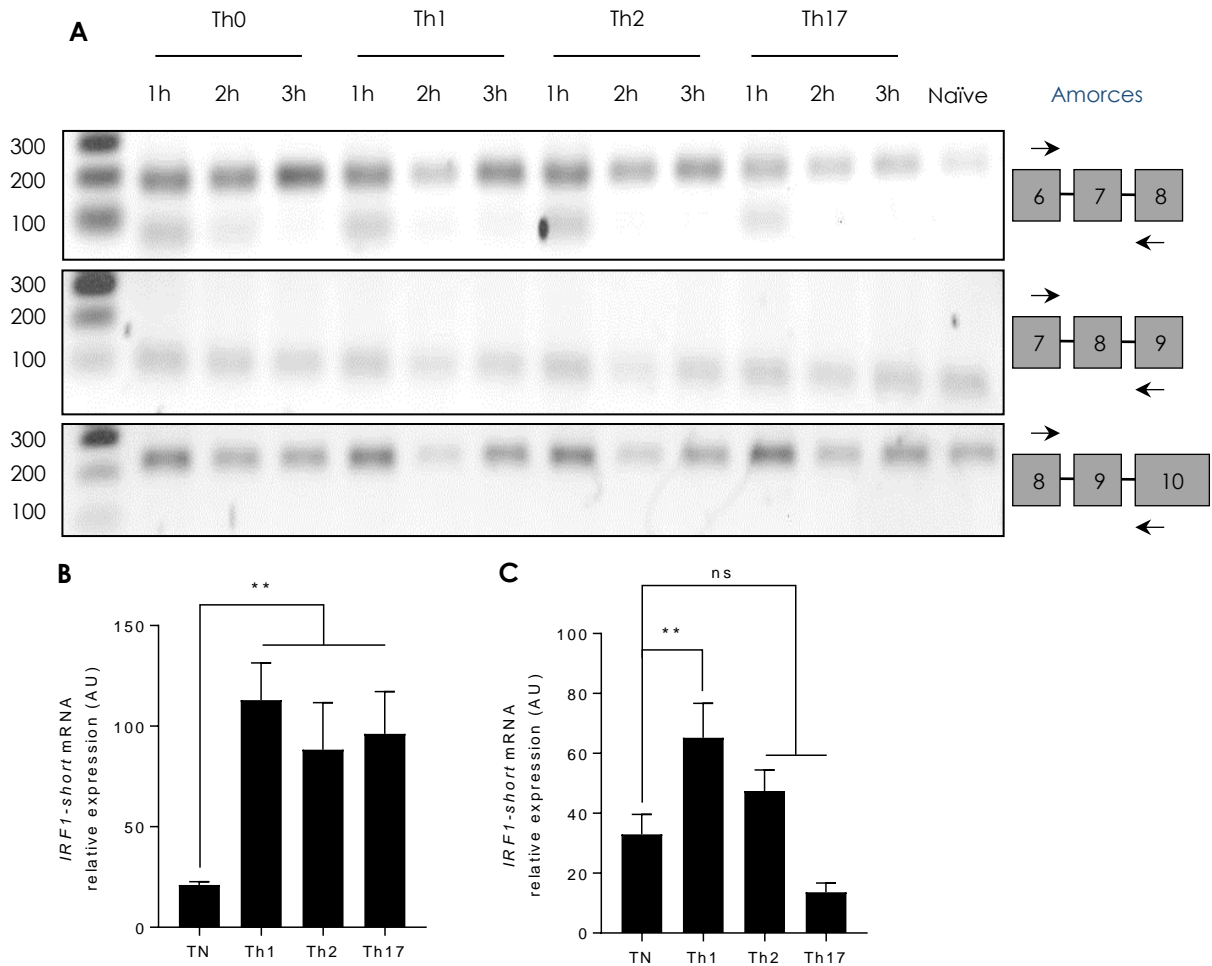 A
Th0 Th1 Th2 Th17
1h 2h 3h 1h 2h 3h 1h 2h 3h 1h 2h 3h Naïve Amorces
300
200
100
6 7 8
300
200
100
7 8 9
300
200
100
8 9 10
B
**
IRF1-short mRNA
relative expression (AU)
150
100
50
0
TN Th1 Th2 Th17
C
ns
**
IRF1-short mRNA
relative expression (AU)
100
80
60
40
20
0
TN Th1 Th2 Th17